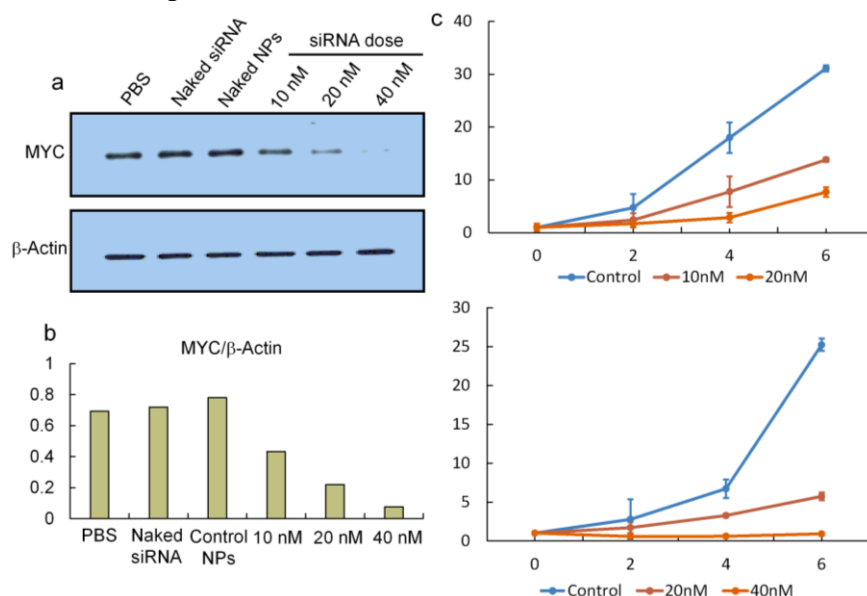 a
PBS
Naked siRNA
Naked NPs
siRNA dose
10 nM
20 nM
40 nM
MYC
β-Actin
b
MYC/β-Actin
1
0.8
0.6
0.4
0.2
0
PBS
Naked siRNA
Control NPs
10 nM
20 nM
40 nM
c
40
30
20
10
0
0 2 4 6
Control 10nM 20nM
30
25
20
15
10
5
0
0 2 4 6
Control 20nM 40nM